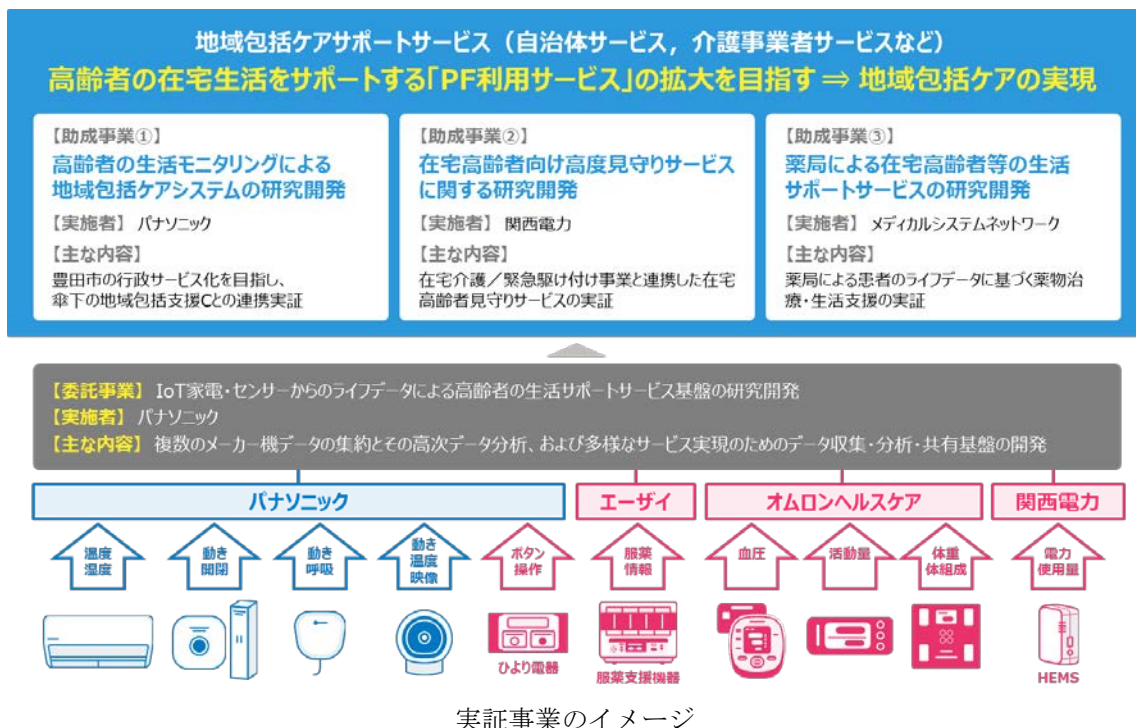 地域包括ケアサポートサービス（自治体サービス，介護事業者サービスなど）
高齢者の在宅生活をサポートする「PF利用サービス」の拡大を目指す⇒地域包括ケアの実現
【助成事業①】
高齢者の生活モニタリングによる
地域包括ケアシステムの研究開発
【実施者】パナソニック
【主な内容】
豊田市の行政サービス化を目指し、
傘下の地域包括支援Cとの連携実証
【助成事業②】
在宅高齢者向け高度見守りサービス
に関する研究開発
【実施者】関西電力
【主な内容】
在宅介護／緊急駆け付け事業と連携した在宅
高齢者見守りサービスの実証
【助成事業③】
薬局による在宅高齢者等の生活
サポートサービスの研究開発
【実施者】メディカルシステムネットワーク
【主な内容】
薬局による患者のライフデータに基づく薬物治
療・生活支援の実証
【委託事業】IoT家電・センサーからのライフデータによる高齢者の生活サポートサービス基盤の研究開発
【実施者】パナソニック
【主な内容】複数のメーカー機データの集約とその高次データ分析、および多様なサービス実現のためのデータ収集・分析・共有基盤の開発
パナソニック
エーザイ
オムロンヘルスケア
関西電力
温度
湿度
動き
開閉
動き
呼吸
動き
温度
映像
ボタン
操作
服薬
情報
血圧
活動量
体重
体組成
電力
使用量
ひより電器
服薬支援機器
HEMS
実証事業のイメージ